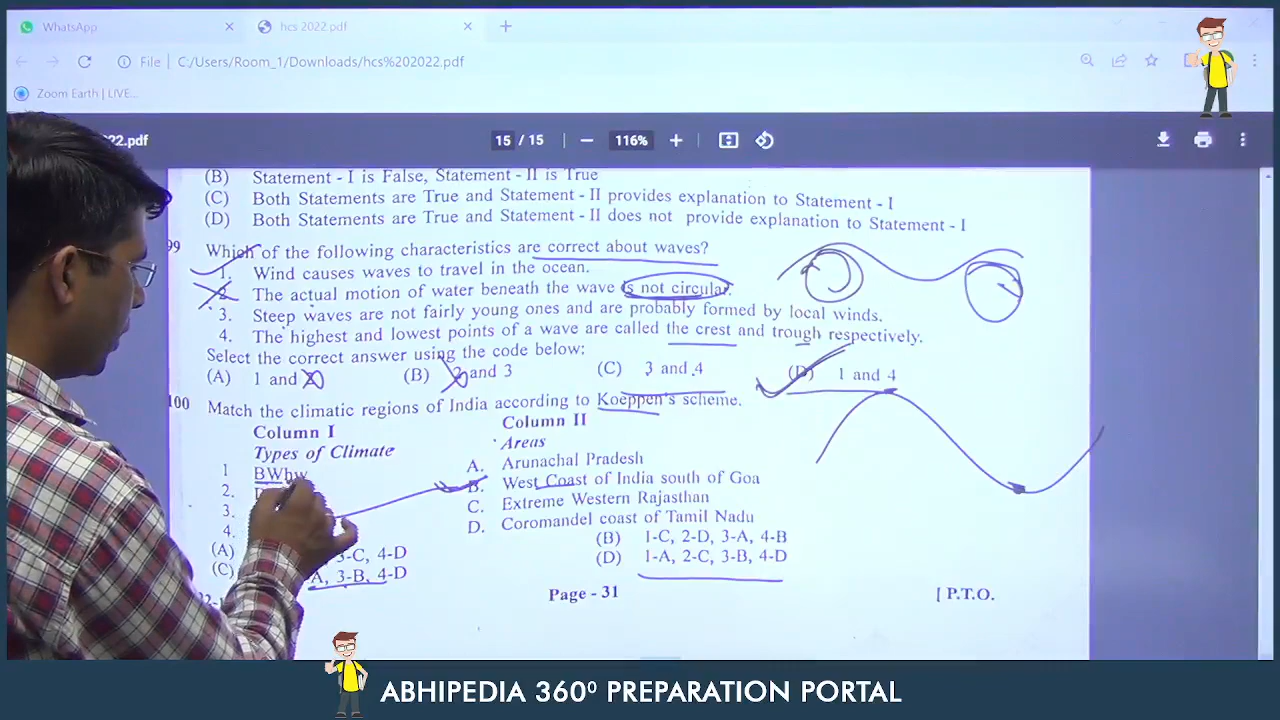 WhatsApp
hcs 2022.pdf
File | C:/Users/Room_1/Downloads/hcs%202022.pdf
Zoom Earth | LIVE...
22.pdf
15 / 15
116%
(B) Statement - I is False, Statement - II is True
(C) Both Statements are True and Statement - II provides explanation to Statement - I
(D) Both Statements are True and Statement - II does not provide explanation to Statement - I
99 Which of the following characteristics are correct about waves?
1. Wind causes waves to travel in the ocean.
2. The actual motion of water beneath the wave is not circular.
3. Steep waves are not fairly young ones and are probably formed by local winds.
4. The highest and lowest points of a wave are called the crest and trough respectively.
Select the correct answer using the code below:
(A) 1 and 2 (B) 2 and 3 (C) 3 and 4 (D) 1 and 4
100 Match the climatic regions of India according to Koeppen's scheme.
Column I Column II
Types of Climate Areas
1 BWhw A. Arunachal Pradesh
2. B. West Coast of India south of Goa
3. C. Extreme Western Rajasthan
4. D. Coromandel coast of Tamil Nadu
(A) 3-C, 4-D (B) 1-C, 2-D, 3-A, 4-B
(C) A, 3-B, 4-D (D) 1-A, 2-C, 3-B, 4-D
Page - 31
[ P.T.O.
ABHIPEDIA 360⁰ PREPARATION PORTAL